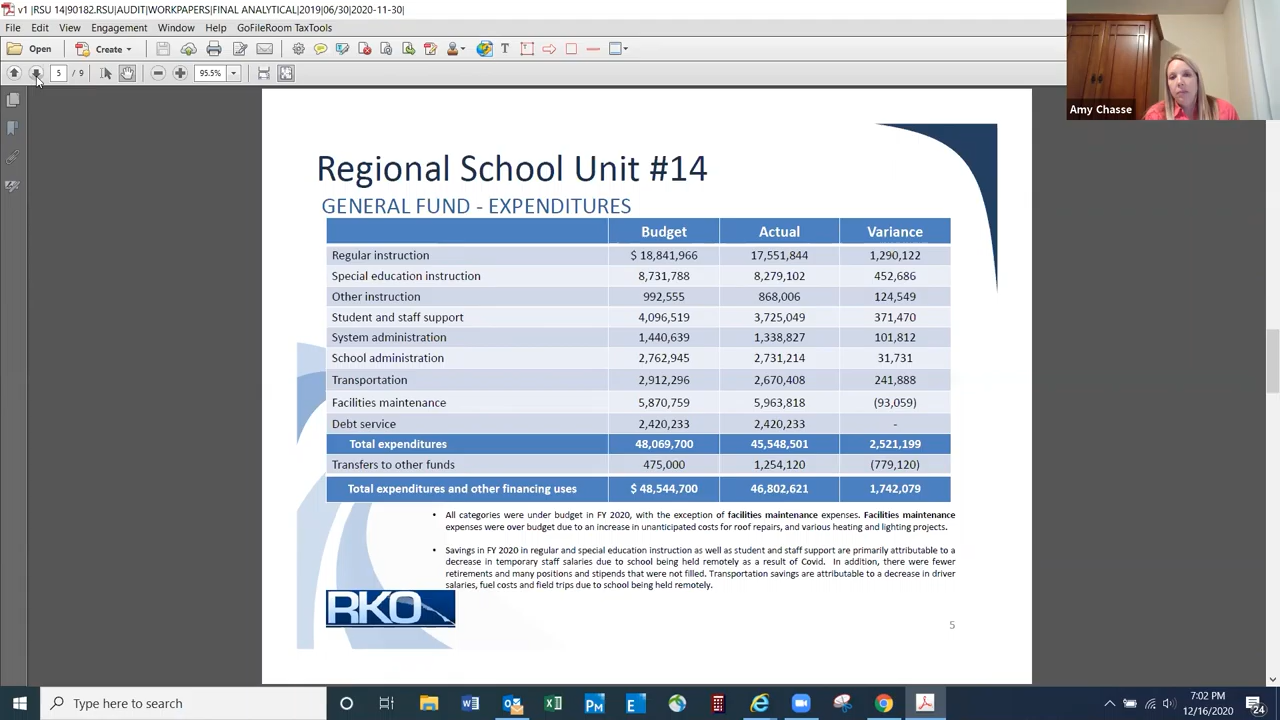 v1 |RSU 14|90182.RSU|AUDIT|WORKPAPERS|FINAL ANALYTICAL|2019|06/30|2020-11-30|
File Edit View Engagement Window Help GoFileRoom TaxTools
Open Create
5 / 9 95.5%
Amy Chasse
Regional School Unit #14
GENERAL FUND - EXPENDITURES
Budget Actual Variance
Regular instruction $ 18,841,966 17,551,844 1,290,122
Special education instruction 8,731,788 8,279,102 452,686
Other instruction 992,555 868,006 124,549
Student and staff support 4,096,519 3,725,049 371,470
System administration 1,440,639 1,338,827 101,812
School administration 2,762,945 2,731,214 31,731
Transportation 2,912,296 2,670,408 241,888
Facilities maintenance 5,870,759 5,963,818 (93,059)
Debt service 2,420,233 2,420,233 -
Total expenditures 48,069,700 45,548,501 2,521,199
Transfers to other funds 475,000 1,254,120 (779,120)
Total expenditures and other financing uses $ 48,544,700 46,802,621 1,742,079
• All categories were under budget in FY 2020, with the exception of facilities maintenance expenses. Facilities maintenance
expenses were over budget due to an increase in unanticipated costs for roof repairs, and various heating and lighting projects.
• Savings in FY 2020 in regular and special education instruction as well as student and staff support are primarily attributable to a
decrease in temporary staff salaries due to school being held remotely as a result of Covid. In addition, there were fewer
retirements and many positions and stipends that were not filled. Transportation savings are attributable to a decrease in driver
salaries, fuel costs and field trips due to school being held remotely.
RKO
5
Type here to search
7:02 PM
12/16/2020
24